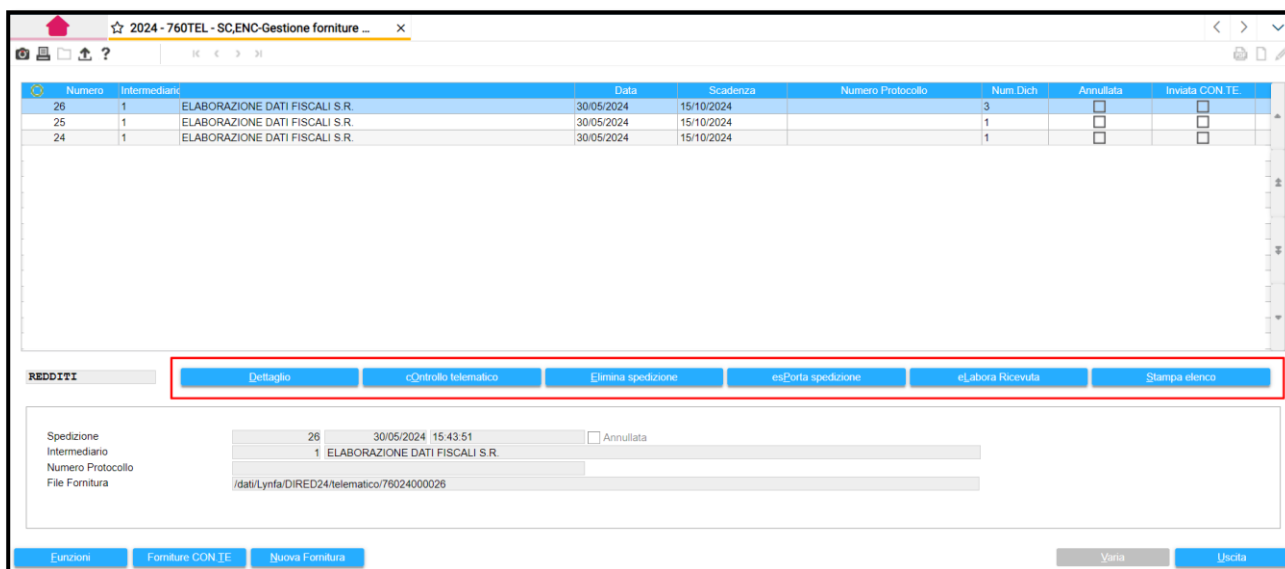 2024 - 760TEL - SC,ENC-Gestione forniture ...
?
Numero Intermediario Data Scadenza Numero Protocollo Num.Dich Annullata Inviata CON.TE.
26 1 ELABORAZIONE DATI FISCALI S.R. 30/05/2024 15/10/2024 3
25 1 ELABORAZIONE DATI FISCALI S.R. 30/05/2024 15/10/2024 1
24 1 ELABORAZIONE DATI FISCALI S.R. 30/05/2024 15/10/2024 1
REDDITI Dettaglio cOntrollo telematico Elimina spedizione esPorta spedizione eLabora Ricevuta Stampa elenco
Spedizione 26 30/05/2024 15:43:51 Annullata
Intermediario 1 ELABORAZIONE DATI FISCALI S.R.
Numero Protocollo
File Fornitura /dati/Lynfa/DIRED24/telematico/76024000026
Funzioni Forniture CON.TE Nuova Fornitura Varia Uscita